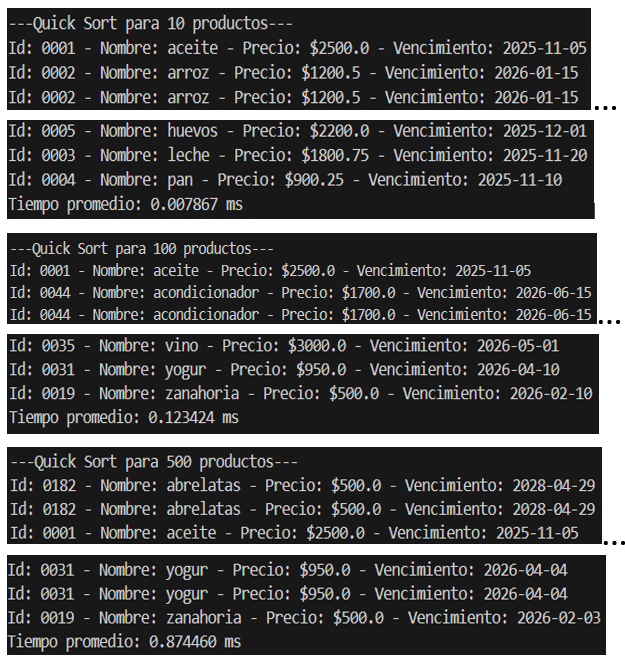 ---Quick Sort para 10 productos---
Id: 0001 - Nombre: aceite - Precio: $2500.0 - Vencimiento: 2025-11-05
Id: 0002 - Nombre: arroz - Precio: $1200.5 - Vencimiento: 2026-01-15
Id: 0002 - Nombre: arroz - Precio: $1200.5 - Vencimiento: 2026-01-15
...
Id: 0005 - Nombre: huevos - Precio: $2200.0 - Vencimiento: 2025-12-01
Id: 0003 - Nombre: leche - Precio: $1800.75 - Vencimiento: 2025-11-20
Id: 0004 - Nombre: pan - Precio: $900.25 - Vencimiento: 2025-11-10
Tiempo promedio: 0.007867 ms
---Quick Sort para 100 productos---
Id: 0001 - Nombre: aceite - Precio: $2500.0 - Vencimiento: 2025-11-05
Id: 0044 - Nombre: acondicionador - Precio: $1700.0 - Vencimiento: 2026-06-15
Id: 0044 - Nombre: acondicionador - Precio: $1700.0 - Vencimiento: 2026-06-15
...
Id: 0035 - Nombre: vino - Precio: $3000.0 - Vencimiento: 2026-05-01
Id: 0031 - Nombre: yogur - Precio: $950.0 - Vencimiento: 2026-04-10
Id: 0019 - Nombre: zanahoria - Precio: $500.0 - Vencimiento: 2026-02-10
Tiempo promedio: 0.123424 ms
---Quick Sort para 500 productos---
Id: 0182 - Nombre: abrelatas - Precio: $500.0 - Vencimiento: 2028-04-29
Id: 0182 - Nombre: abrelatas - Precio: $500.0 - Vencimiento: 2028-04-29
Id: 0001 - Nombre: aceite - Precio: $2500.0 - Vencimiento: 2025-11-05
...
Id: 0031 - Nombre: yogur - Precio: $950.0 - Vencimiento: 2026-04-04
Id: 0031 - Nombre: yogur - Precio: $950.0 - Vencimiento: 2026-04-04
Id: 0019 - Nombre: zanahoria - Precio: $500.0 - Vencimiento: 2026-02-03
Tiempo promedio: 0.874460 ms